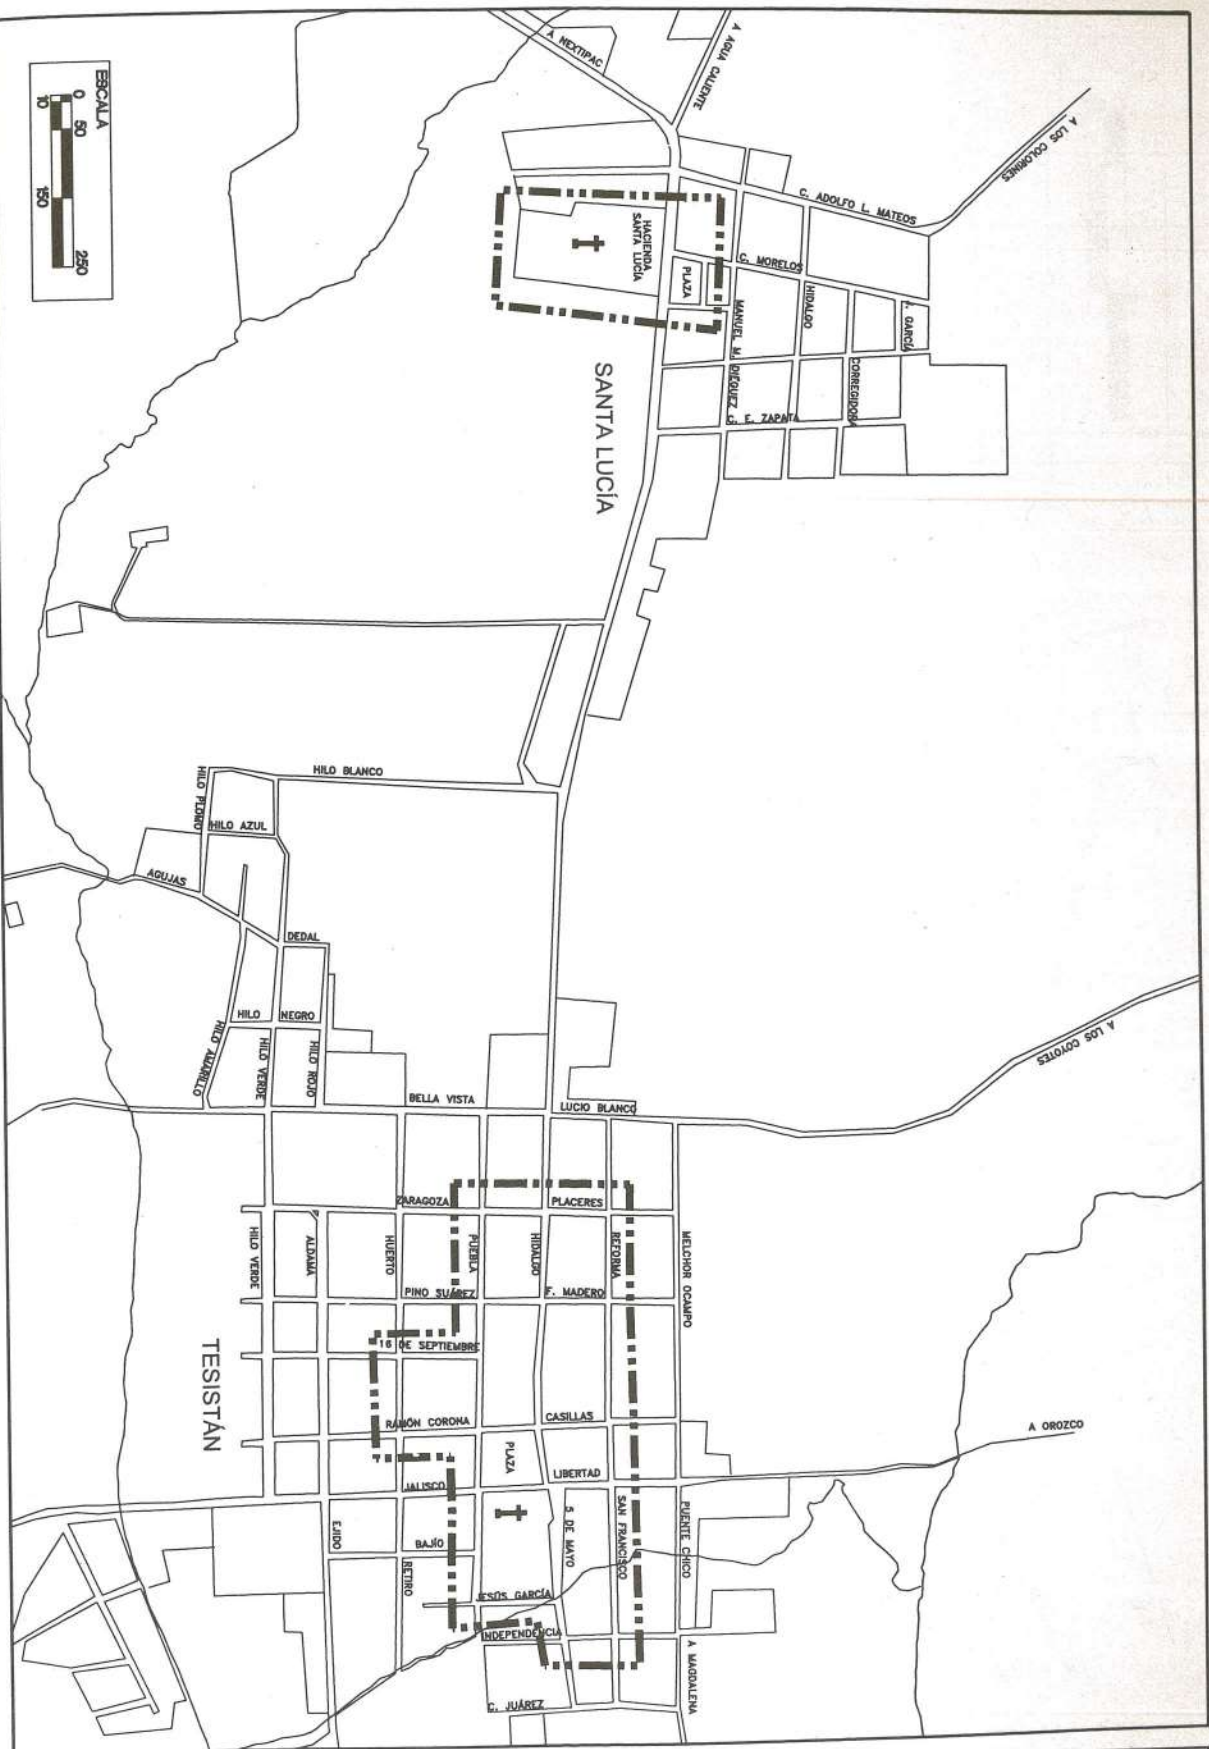 ESCALA
0 50 250
10 150
A NEXTIPAC
A AGUA CALIENTE
A LOS COLORINES
C. ADOLFO L. MATEOS
HACIENDA
SANTA LUCÍA
C. MORELOS
PLAZA
MANUEL M. DIÉGUEZ
HIDALGO
CORREGIDORA
GARCÍA
C. E. ZAPATA
SANTA LUCÍA
HILO BLANCO
HILO PLOMO
HILO AZUL
AGUJAS
DEDAL
HILO NEGRO
HILO AMARILLO
HILO VERDE
HILO ROJO
BELLA VISTA
LUCIO BLANCO
A LOS COYOTES
ZARAGOZA
PLACERES
HILO VERDE
ALDAMA
HUERTO
PUEBLA
HIDALGO
REFORMA
MELCHOR OCAMPO
PINO SUÁREZ
F. MADERO
16 DE SEPTIEMBRE
TESISTÁN
RAMÓN CORONA
CASILLAS
A OROZCO
PLAZA
JALISCO
LIBERTAD
EJIDO
BAJÍO
RETIRO
5 DE MAYO
SAN FRANCISCO
PUENTE CHICO
JESÚS GARCÍA
INDEPENDENCIA
A MAGDALENA
C. JUÁREZ